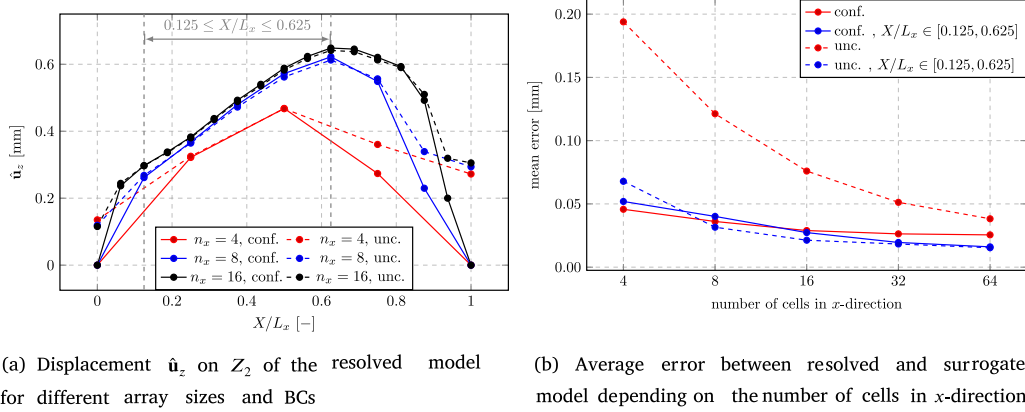 0.125 ≤ X/Lₓ ≤ 0.625
0.6
0.4
0.2
0
û_z [mm]
n_x = 4, conf.
n_x = 4, unc.
n_x = 8, conf.
n_x = 8, unc.
n_x = 16, conf.
n_x = 16, unc.
0
0.2
0.4
0.6
0.8
1
X/L_x [−]
(a) Displacement û_z on Z_2 of the resolved model
for different array sizes and BCs
0.20
0.15
0.10
0.05
0.00
mean error [mm]
conf.
conf. , X/L_x ∈ [0.125, 0.625]
unc.
unc. , X/L_x ∈ [0.125, 0.625]
4
8
16
32
64
number of cells in x-direction
(b) Average error between resolved and surrogate
model depending on the number of cells in x-direction